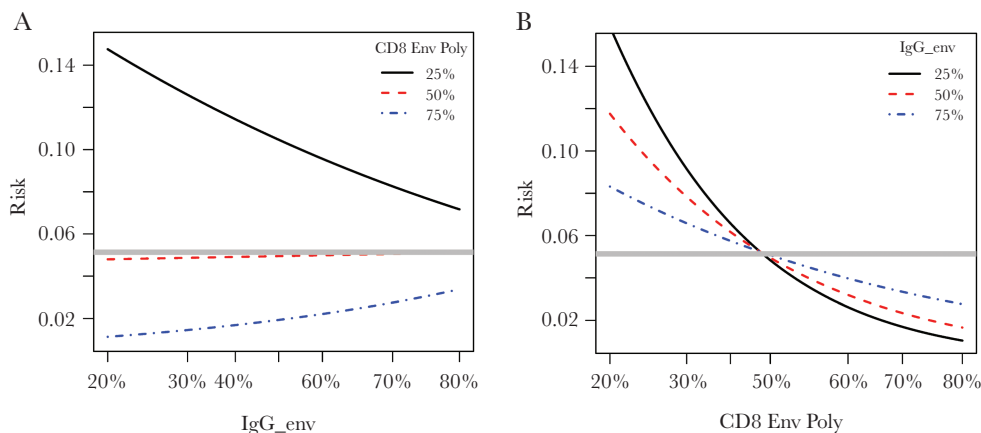 A
CD8 Env Poly
25%
50%
75%
0.14
0.10
0.06
0.02
Risk
20% 30% 40% 60% 70% 80%
IgG_env
B
IgG_env
25%
50%
75%
0.14
0.10
0.06
0.02
Risk
20% 30% 50% 60% 70% 80%
CD8 Env Poly